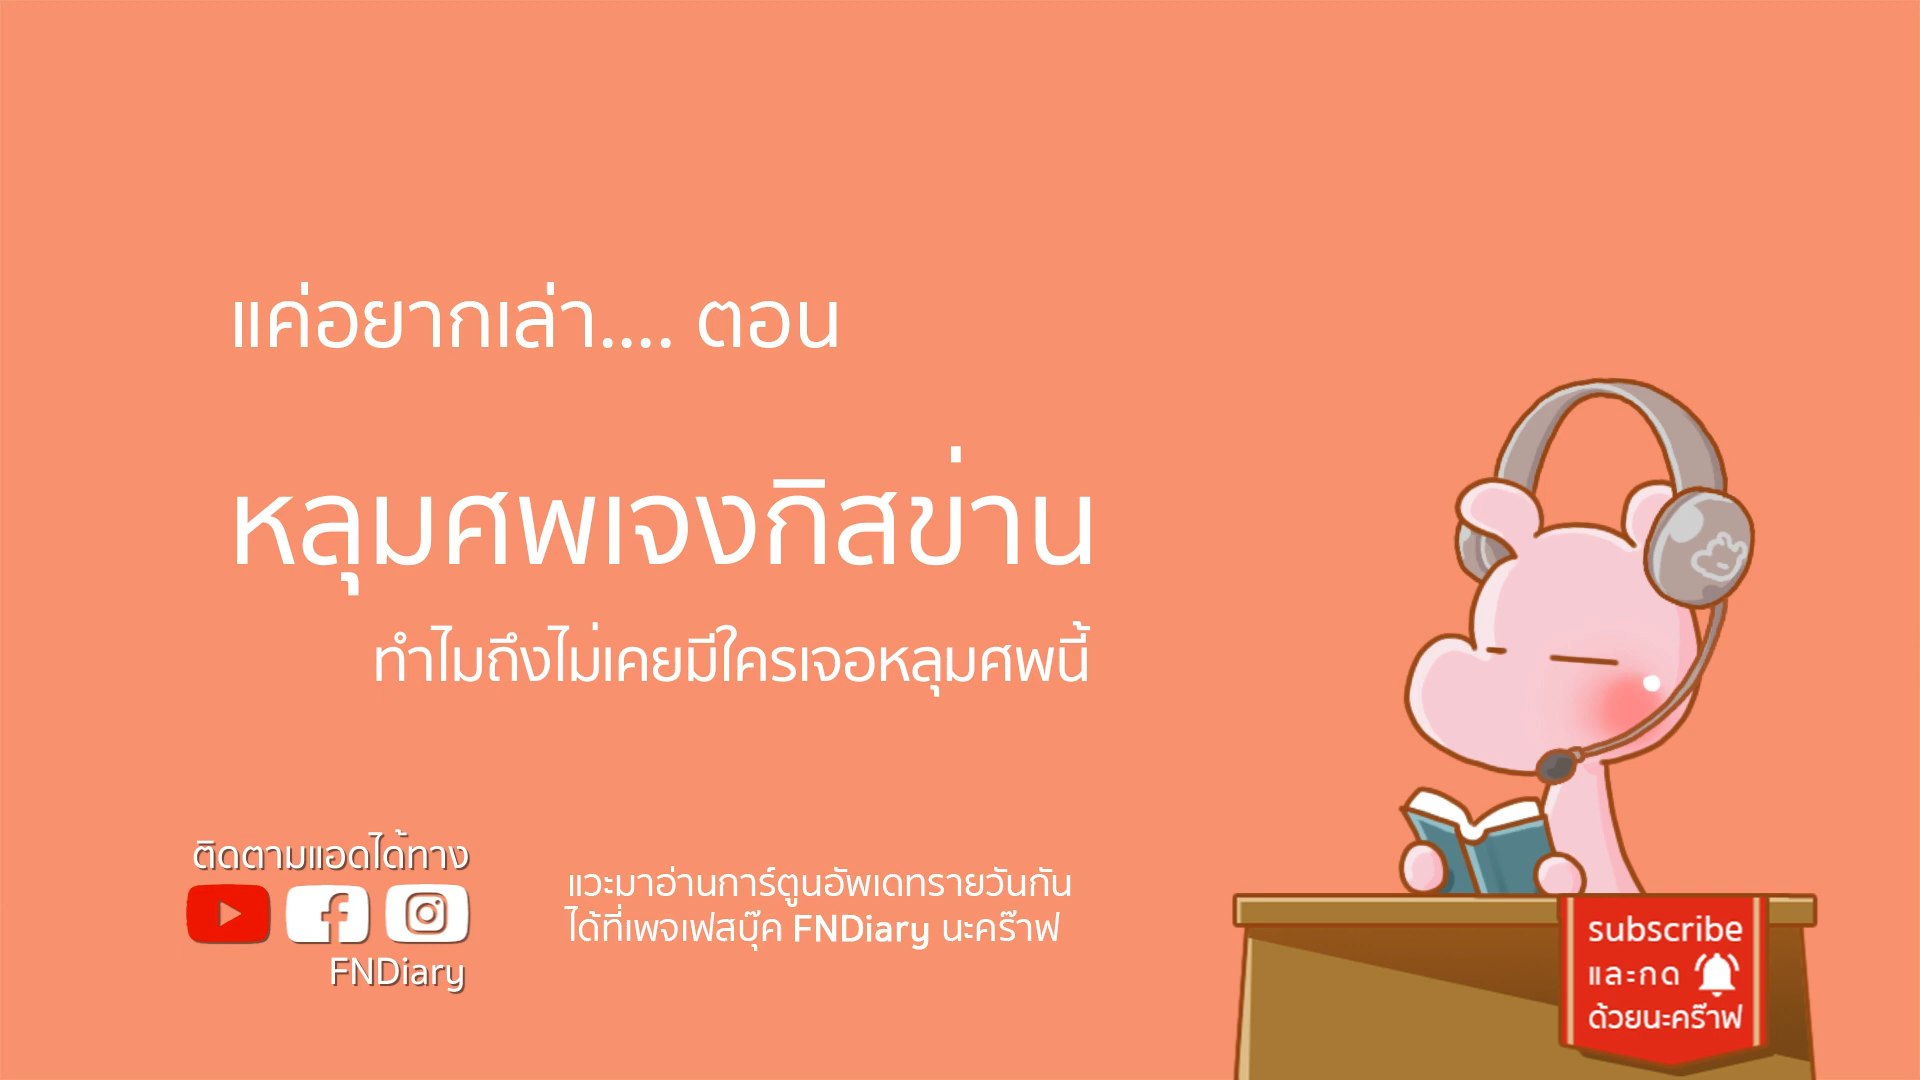 แค่อยากเล่า.... ตอน
หลุมศพเจงกิสข่าน
ทำไมถึงไม่เคยมีใครเจอหลุมศพนี้
ติดตามแอดได้ทาง
FNDiary
แวะมาอ่านการ์ตูนอัพเดทรายวันกัน
ได้ที่เพจเฟสบุ๊ค FNDiary นะคร๊าฟ
subscribe
และกด
ด้วยนะคร๊าฟ